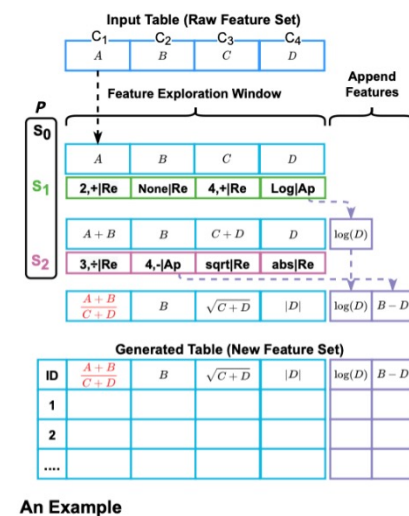 Input Table (Raw Feature Set)
C1 C2 C3 C4
A B C D
Append Features
Feature Exploration Window
P
S0
A B C D
S1 2,+|Re None|Re 4,+|Re Log|Ap
A + B B C + D D log(D)
S2 3,÷|Re 4,-|Ap sqrt|Re abs|Re
A + B / C + D B √C + D |D| log(D) B − D
Generated Table (New Feature Set)
ID A + B / C + D B √C + D |D| log(D) B − D
1
2
....
An Example